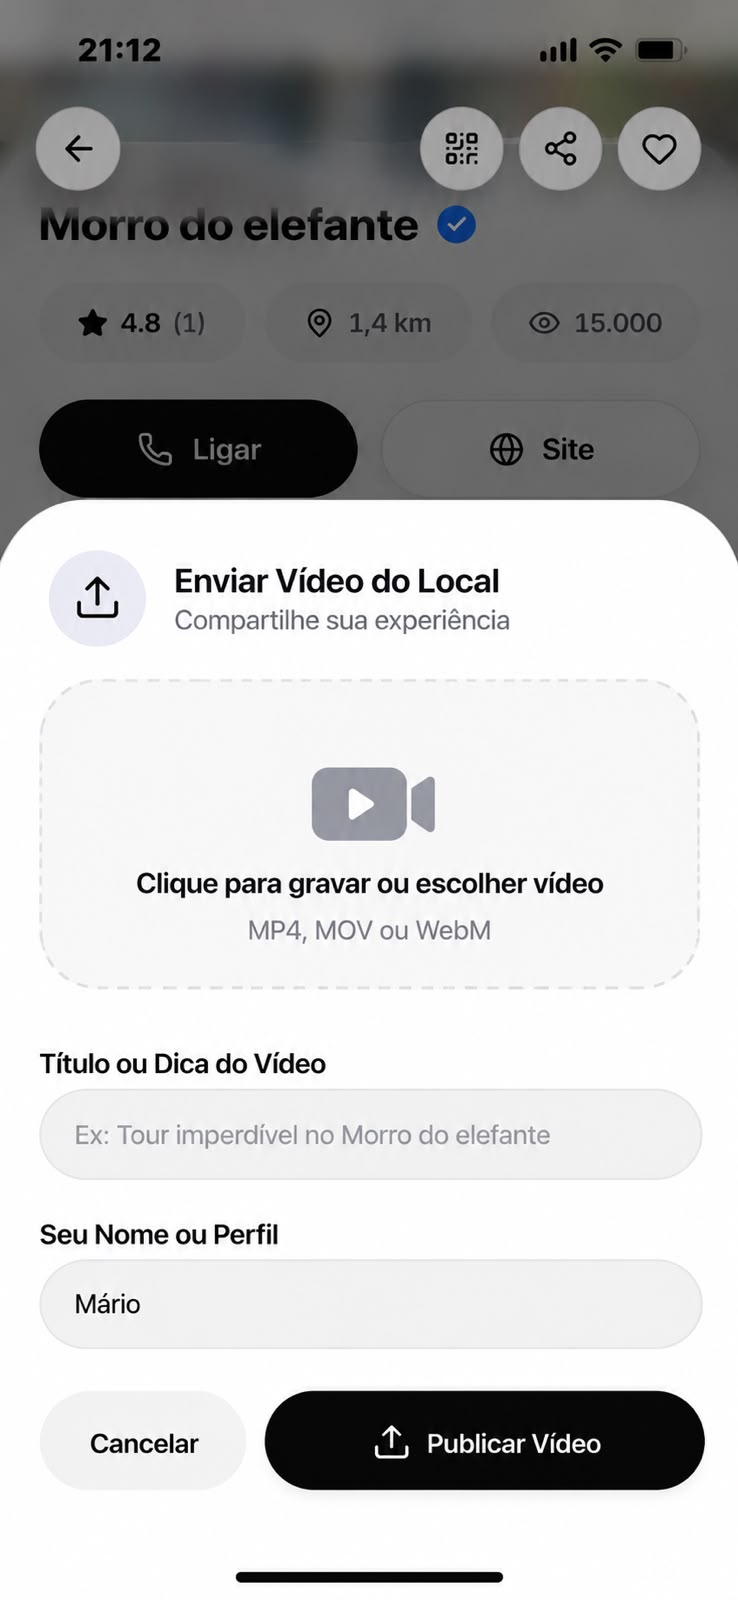 21:12
Morro do elefante
4.8 (1)
1,4 km
15.000
Ligar
Site
Enviar Vídeo do Local
Compartilhe sua experiência
Clique para gravar ou escolher vídeo
MP4, MOV ou WebM
Título ou Dica do Vídeo
Ex: Tour imperdível no Morro do elefante
Seu Nome ou Perfil
Mário
Cancelar
Publicar Vídeo